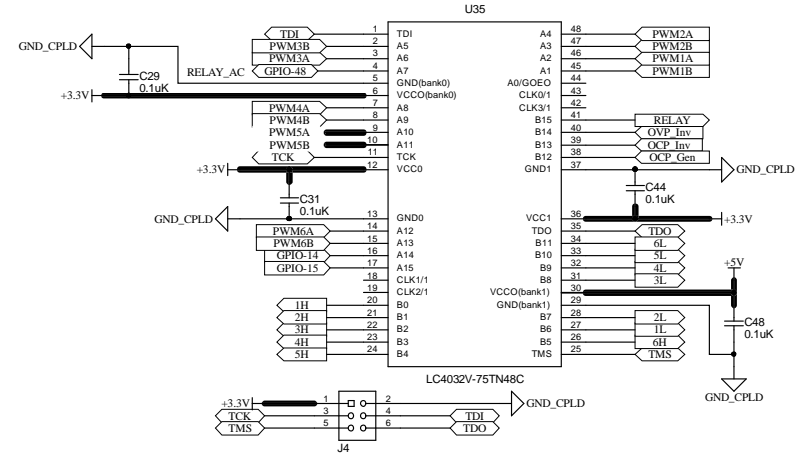 U35
TDI 1 TDI A4 48 PWM2A
PWM3B 2 A5 A3 47 PWM2B
PWM3A 3 A6 A2 46 PWM1A
RELAY_AC GPIO-48 4 A7 A1 45 PWM1B
GND_CPLD 5 GND(bank0) A0/GOEO 44
C29 0.1uK
+3.3V 6 VCCO(bank0) CLK0/1 43
PWM4A 7 A8 CLK3/1 42
PWM4B 8 A9 B15 41 RELAY
PWM5A 9 A10 B14 40 OVP_Inv
PWM5B 10 A11 B13 39 OCP_Inv
TCK 11 TCK B12 38 OCP_Gen
+3.3V 12 VCC0 GND1 37 GND_CPLD
C31 0.1uK
C44 0.1uK
GND_CPLD 13 GND0 VCC1 36 +3.3V
PWM6A 14 A12 TDO 35 TDO
PWM6B 15 A13 B11 34 6L
GPIO-14 16 A14 B10 33 5L
GPIO-15 17 A15 B9 32 4L
18 CLK1/1 B8 31 3L
19 CLK2/1 VCCO(bank1) 30 +5V
1H 20 B0 GND(bank1) 29
2H 21 B1 B7 28 2L
3H 22 B2 B6 27 1L
4H 23 B3 B5 26 6H
5H 24 B4 TMS 25 TMS
C48 0.1uK
GND_CPLD
LC4032V-75TN48C
+3.3V 1 2 GND_CPLD
TCK 3 4 TDI
TMS 5 6 TDO
J4